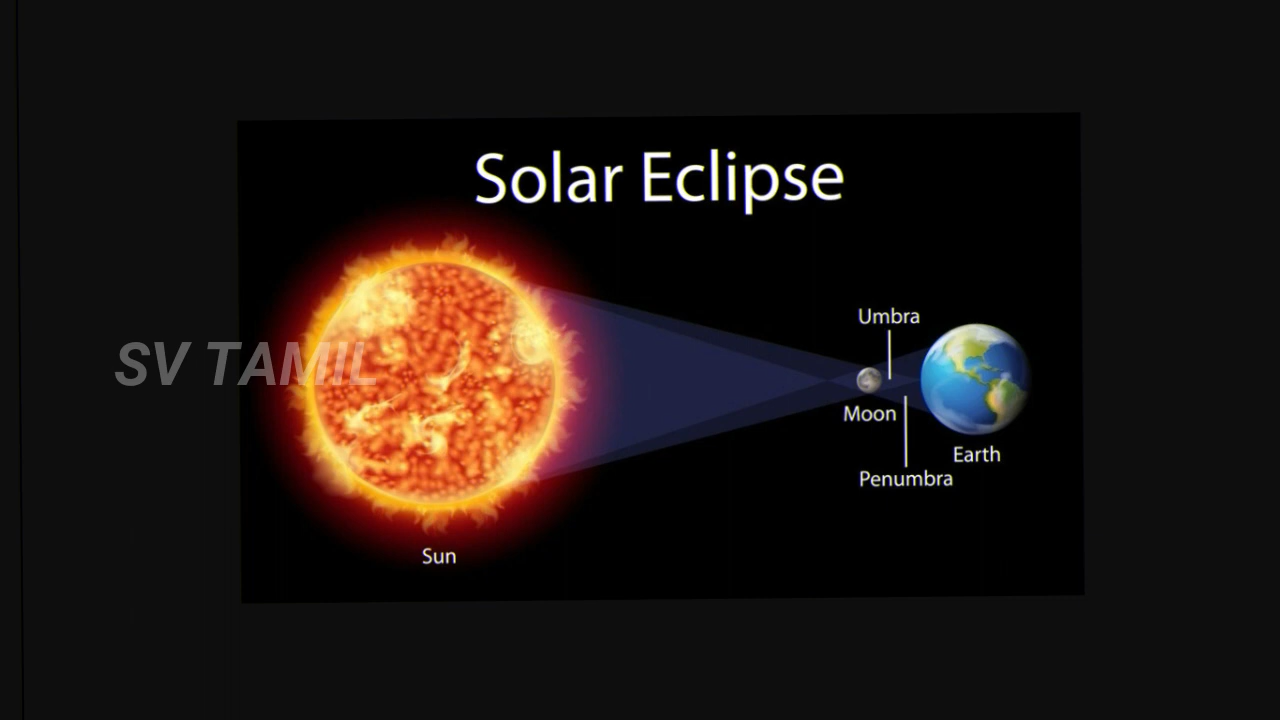 Solar Eclipse
Umbra
SV TAMIL
Moon
Earth
Penumbra
Sun